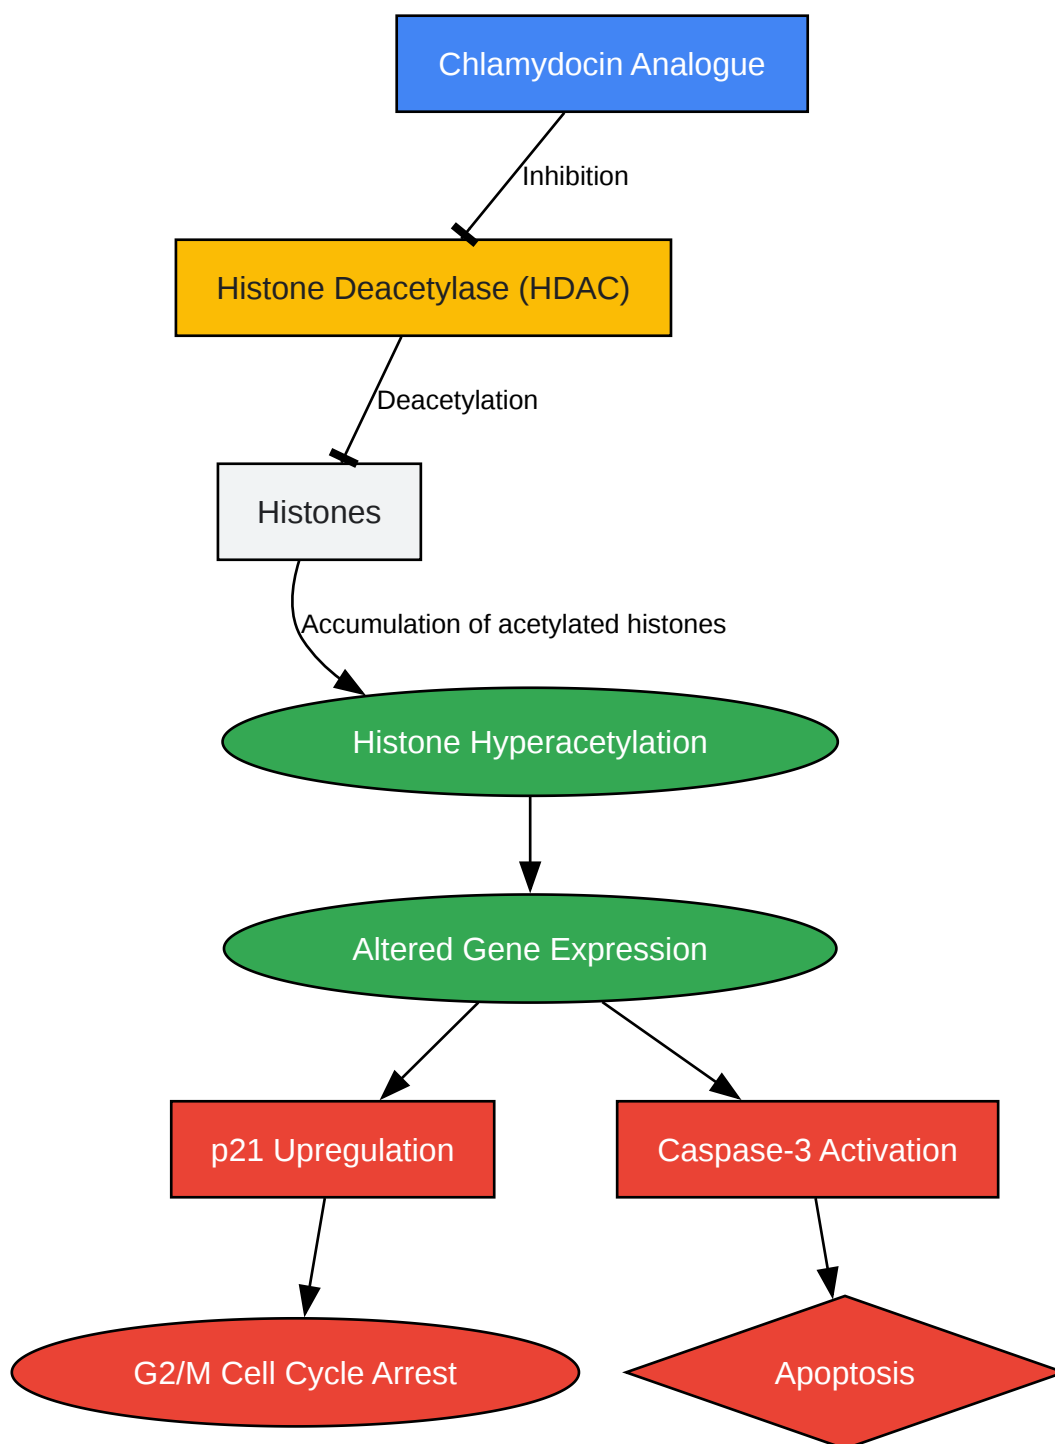 Chlamydocin Analogue
Inhibition
Histone Deacetylase (HDAC)
Deacetylation
Histones
Accumulation of acetylated histones
Histone Hyperacetylation
Altered Gene Expression
p21 Upregulation
Caspase-3 Activation
G2/M Cell Cycle Arrest
Apoptosis